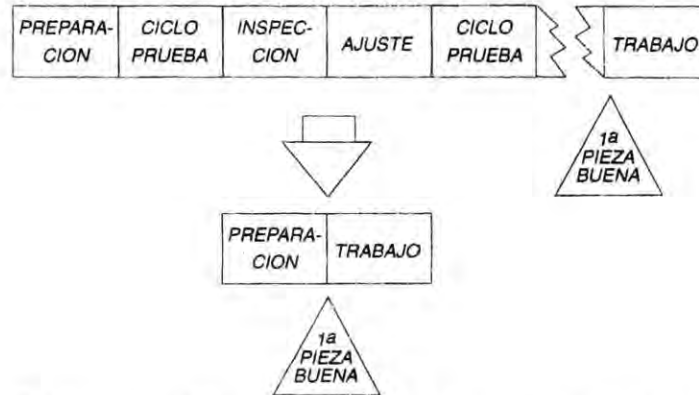 PREPARA-
CION
CICLO
PRUEBA
INSPEC-
CION
AJUSTE
CICLO
PRUEBA
TRABAJO
1ª
PIEZA
BUENA
PREPARA-
CION
TRABAJO
1ª
PIEZA
BUENA